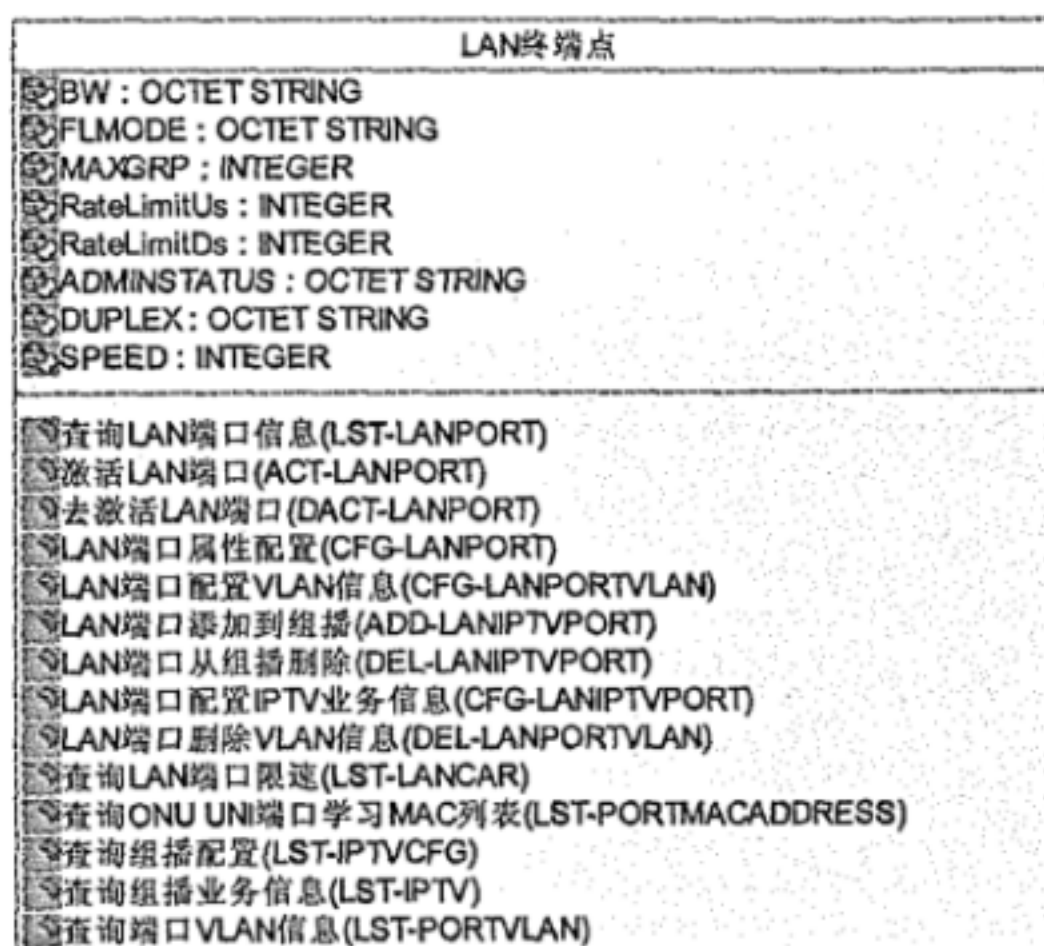 LAN终端点
BW : OCTET STRING
FLMODE : OCTET STRING
MAXGRP : INTEGER
RateLimitUs : INTEGER
RateLimitDs : INTEGER
ADMINSTATUS : OCTET STRING
DUPLEX : OCTET STRING
SPEED : INTEGER
查询LAN端口信息(LST-LANPORT)
激活LAN端口(ACT-LANPORT)
去激活LAN端口(DACT-LANPORT)
LAN端口属性配置(CFG-LANPORT)
LAN端口配置VLAN信息(CFG-LANPORTVLAN)
LAN端口添加到组播(ADD-LANIPTVPORT)
LAN端口从组播删除(DEL-LANIPTVPORT)
LAN端口配置IPTV业务信息(CFG-LANIPTVPORT)
LAN端口删除VLAN信息(DEL-LANPORTVLAN)
查询LAN端口限速(LST-LANCAR)
查询ONU UNI端口学习MAC列表(LST-PORTMACADDRESS)
查询组播配置(LST-IPTVCFG)
查询组播业务信息(LST-IPTV)
查询端口VLAN信息(LST-PORTVLAN)